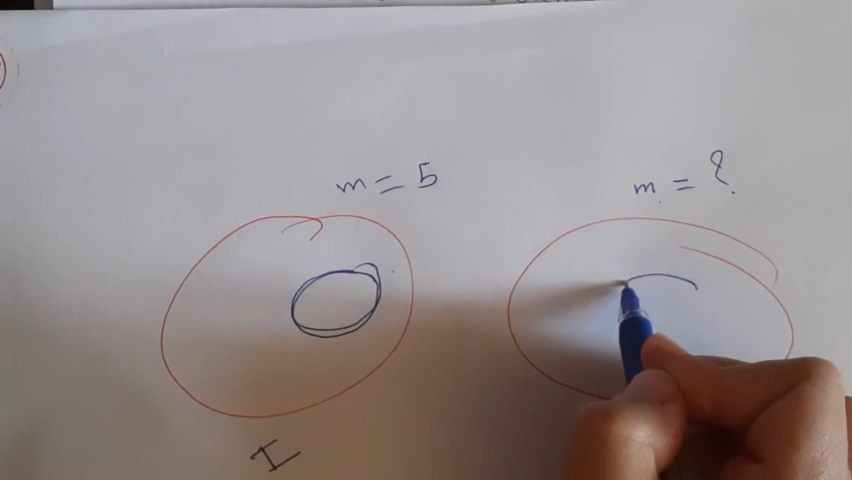 m = 5
m = ?
I